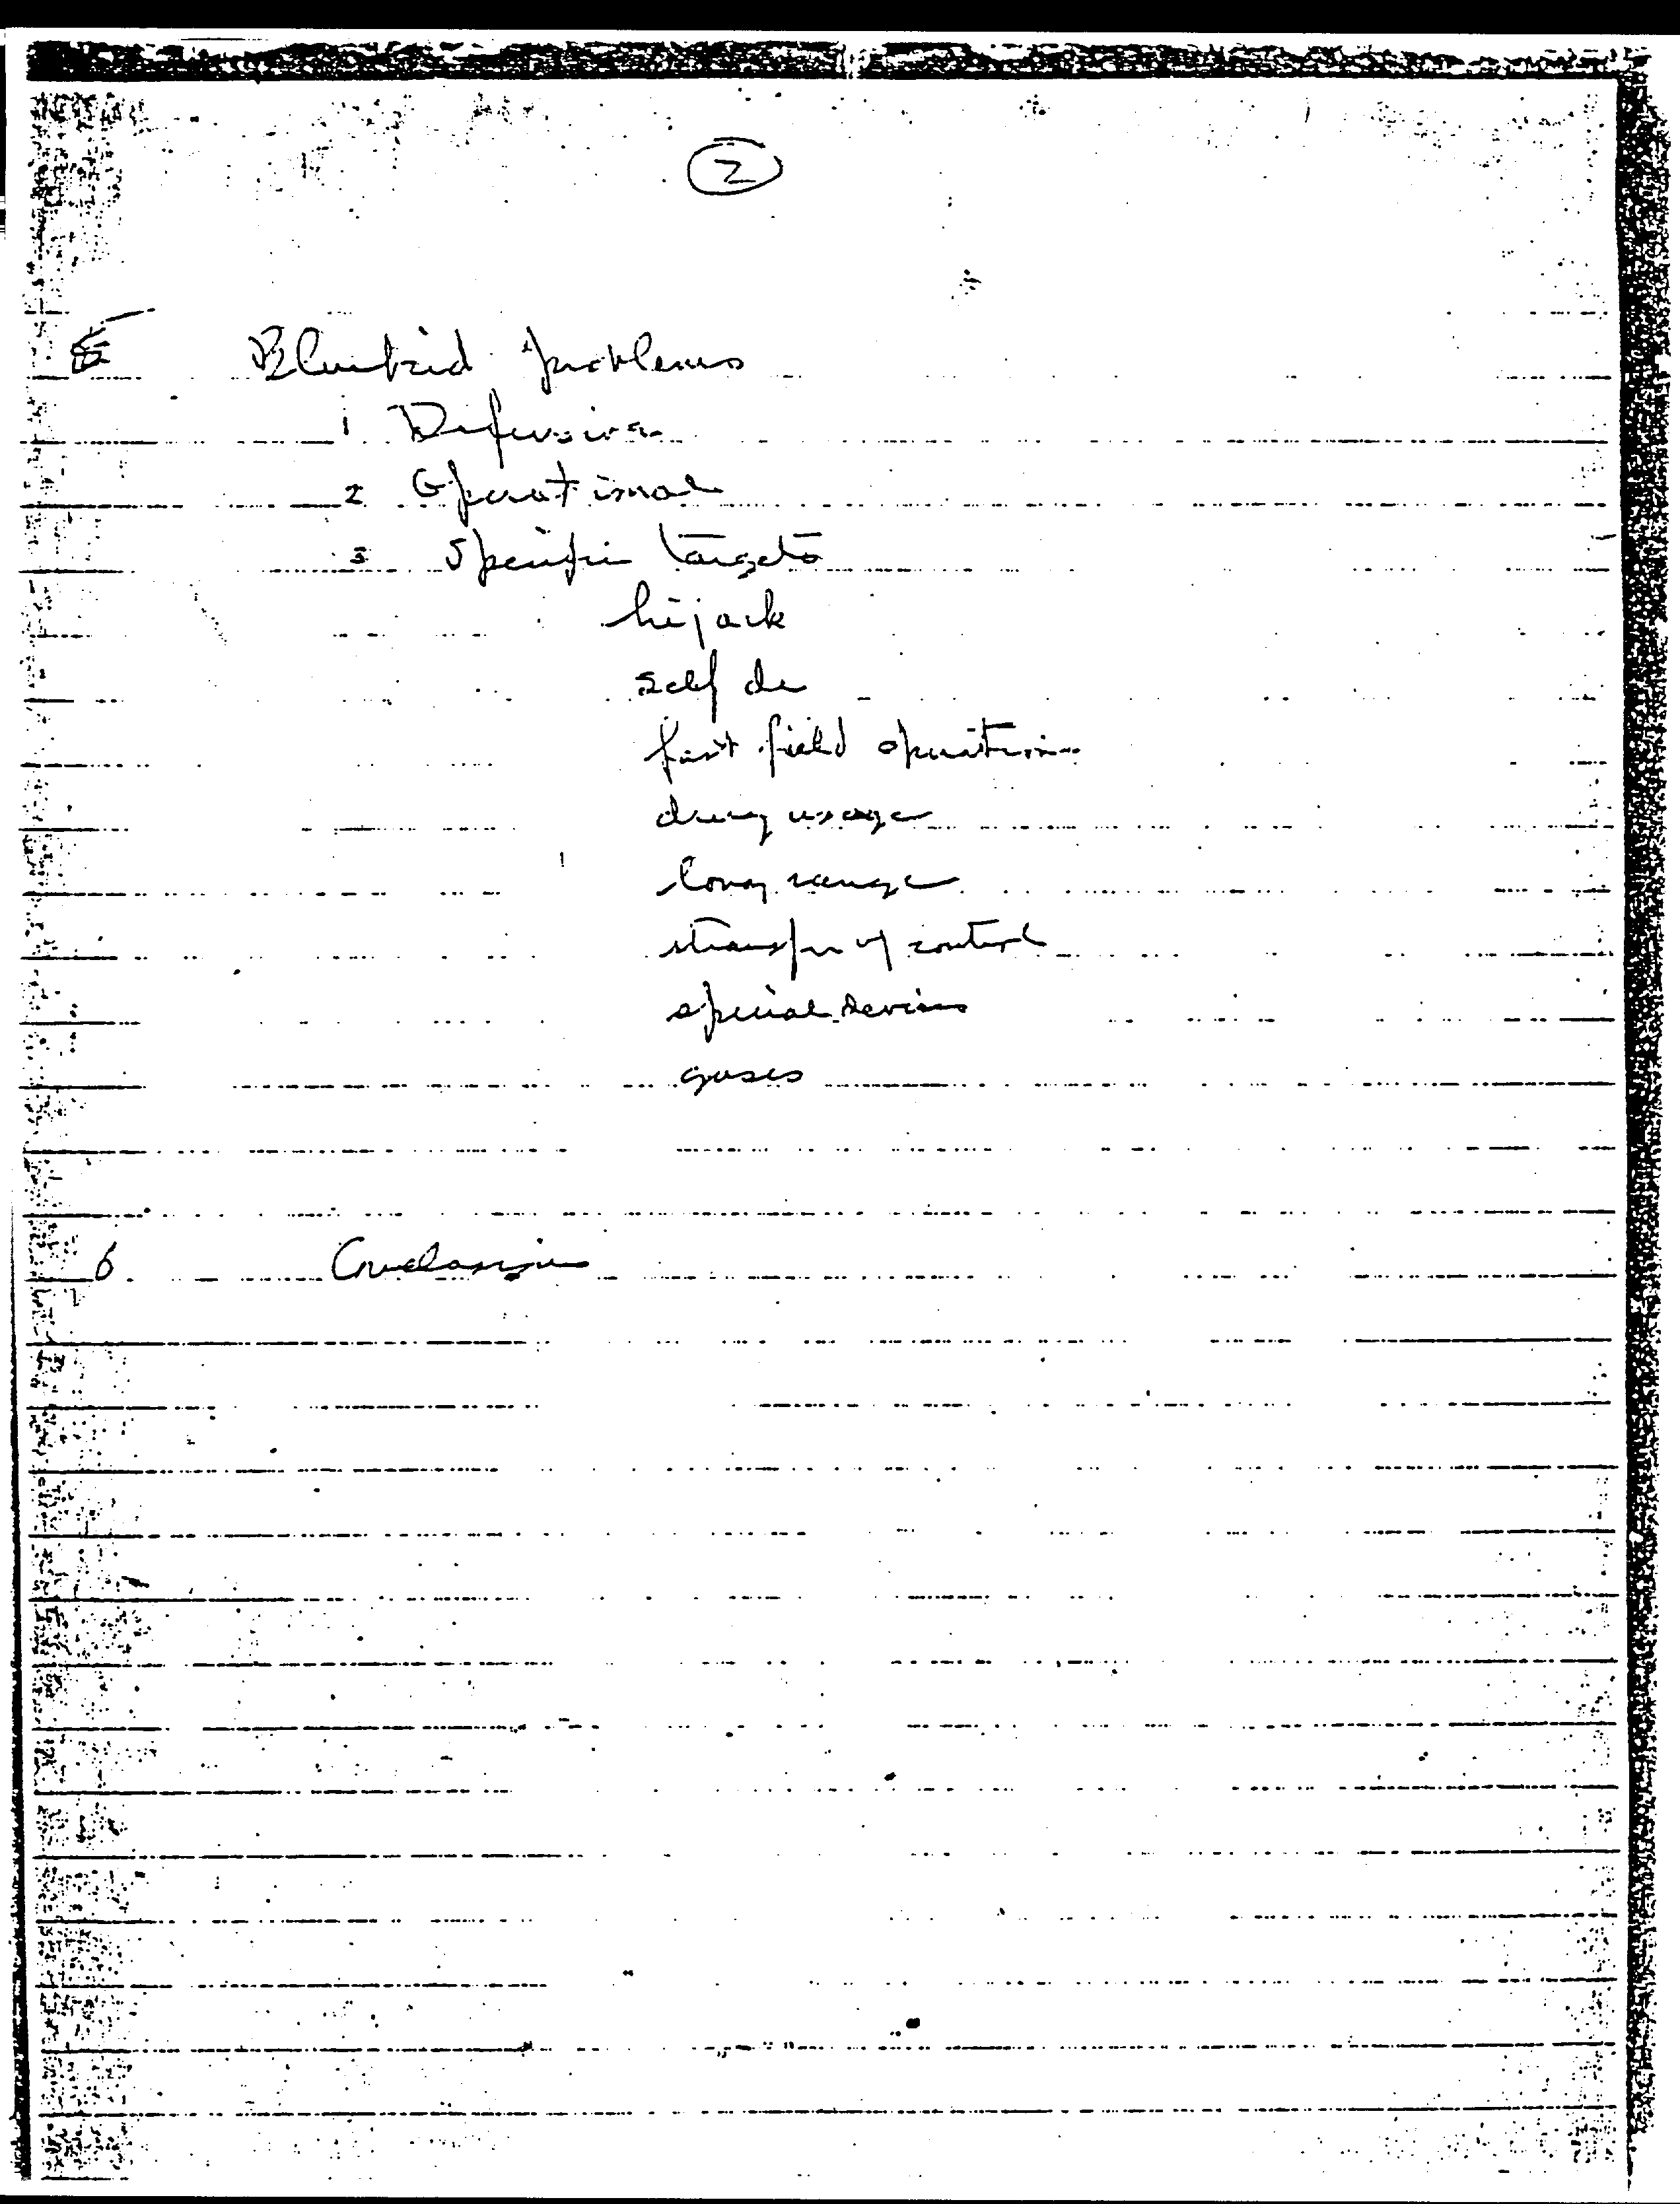 2
5 Bluebird problems
1 Defensive
2 Operational
3 Specific targets
hijack
self de
fast field operation
drug usage
long range
transfer of control
special devices
gases
6 Conclusion